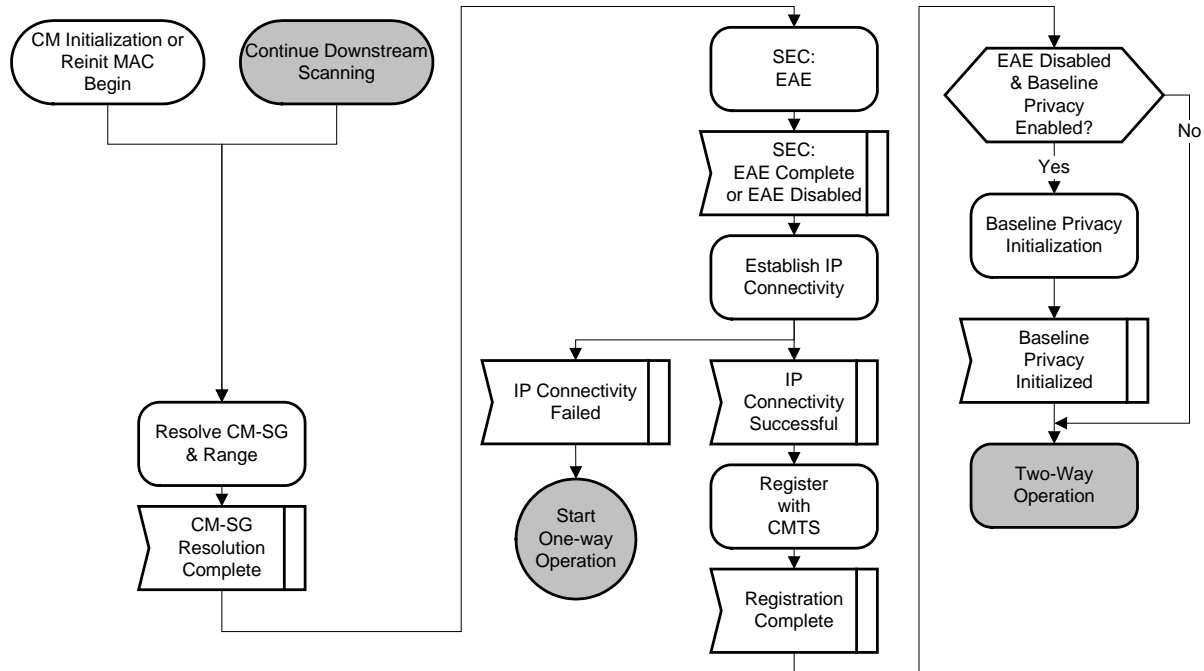 CM Initialization or
Reinit MAC
Begin
Continue Downstream
Scanning
Resolve CM-SG
& Range
CM-SG
Resolution
Complete
SEC:
EAE
SEC:
EAE Complete
or EAE Disabled
Establish IP
Connectivity
IP Connectivity
Failed
Start
One-way
Operation
IP
Connectivity
Successful
Register
with
CMTS
Registration
Complete
EAE Disabled
& Baseline
Privacy
Enabled?
No
Yes
Baseline Privacy
Initialization
Baseline
Privacy
Initialized
Two-Way
Operation